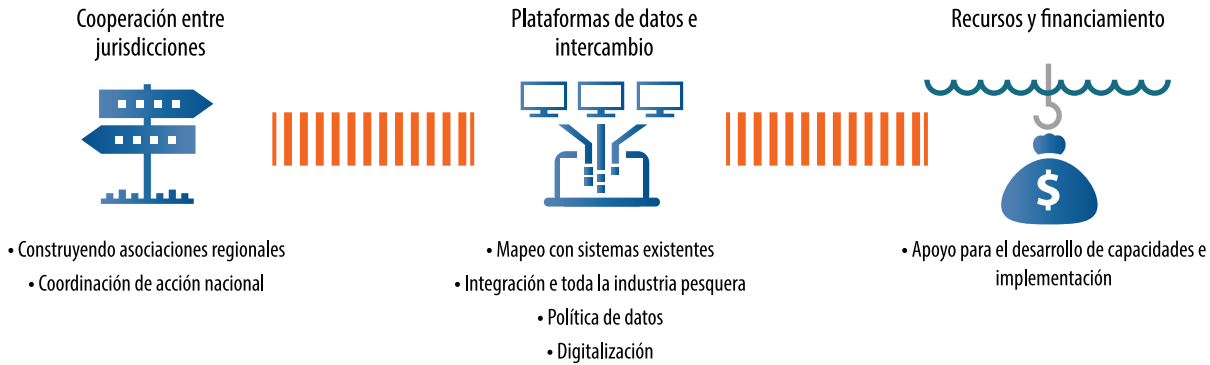 Cooperación entre
jurisdicciones
• Construyendo asociaciones regionales
• Coordinación de acción nacional
Plataformas de datos e
intercambio
• Mapeo con sistemas existentes
• Integración e toda la industria pesquera
• Política de datos
• Digitalización
Recursos y financiamiento
$
• Apoyo para el desarrollo de capacidades e
implementación